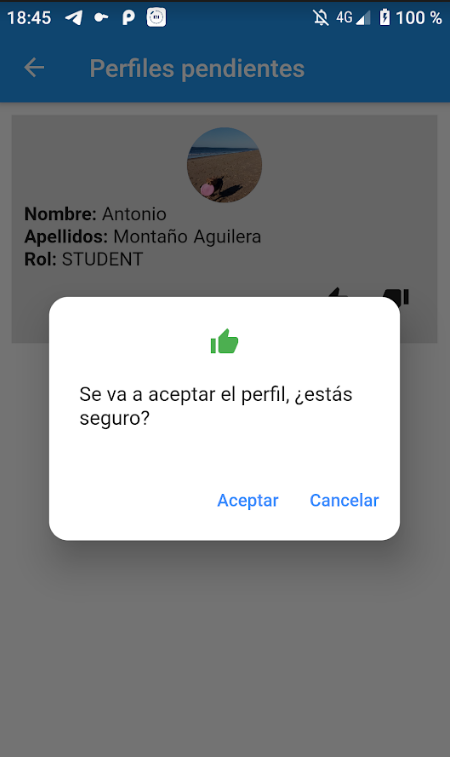 18:45 4G 100 %
Perfiles pendientes
Nombre: Antonio
Apellidos: Montaño Aguilera
Rol: STUDENT
Se va a aceptar el perfil, ¿estás
seguro?
Aceptar Cancelar